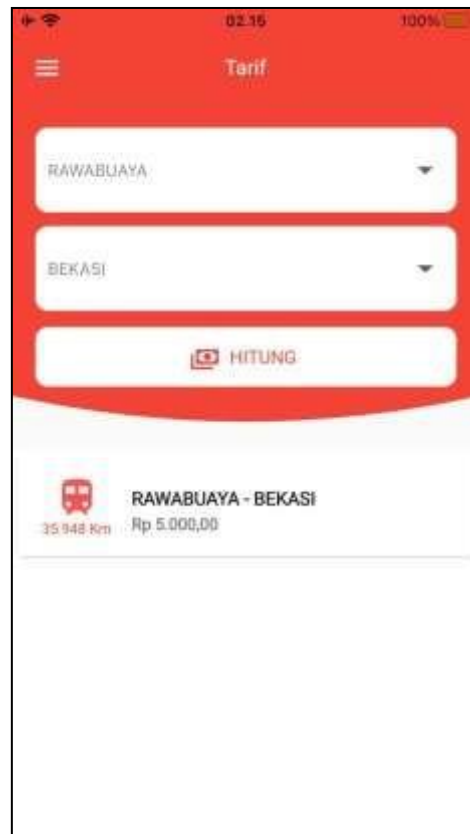 02.15 100%
Tarif
RAWABUAYA
BEKASI
HITUNG
RAWABUAYA - BEKASI
35.948 Km Rp 5.000,00